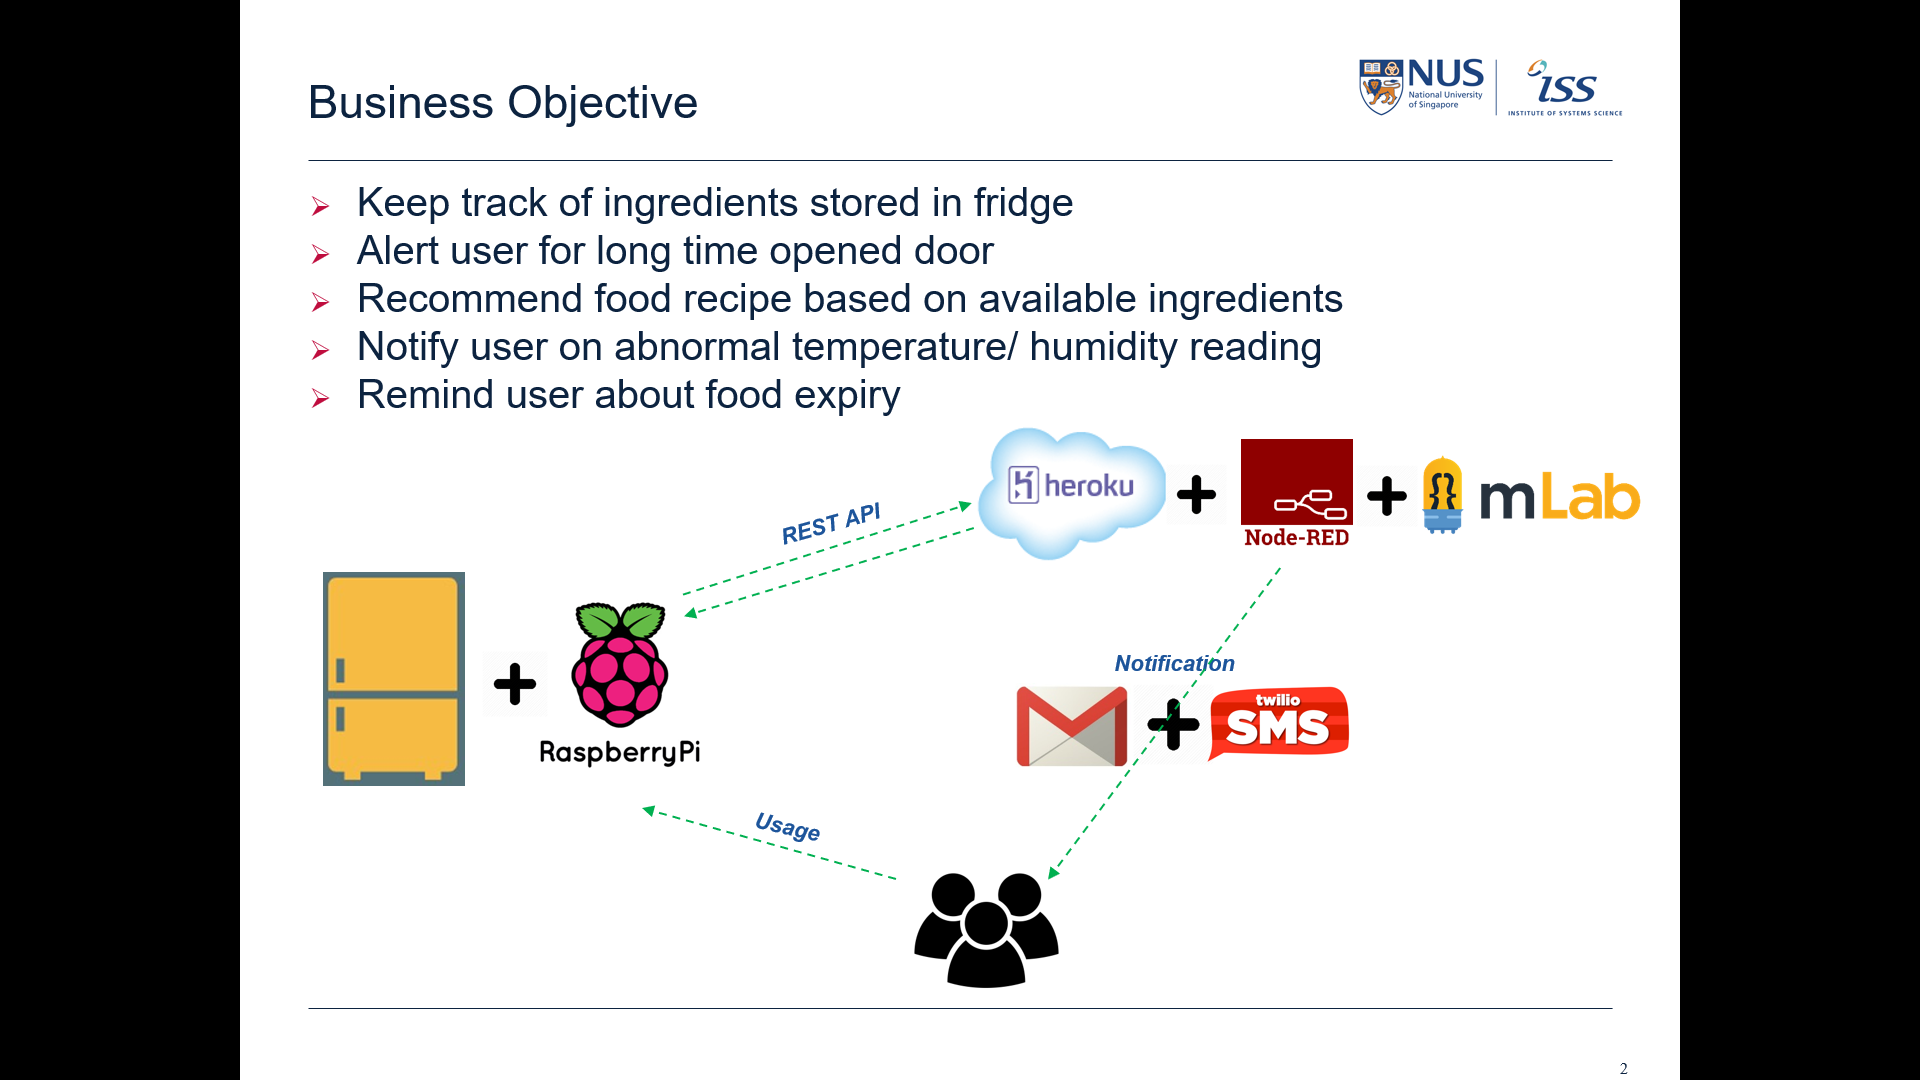 Business Objective
NUS
National University
of Singapore
iss
INSTITUTE OF SYSTEMS SCIENCE
Keep track of ingredients stored in fridge
Alert user for long time opened door
Recommend food recipe based on available ingredients
Notify user on abnormal temperature/ humidity reading
Remind user about food expiry
heroku
Node-RED
mLab
REST API
RaspberryPi
Notification
twilio
SMS
Usage
2